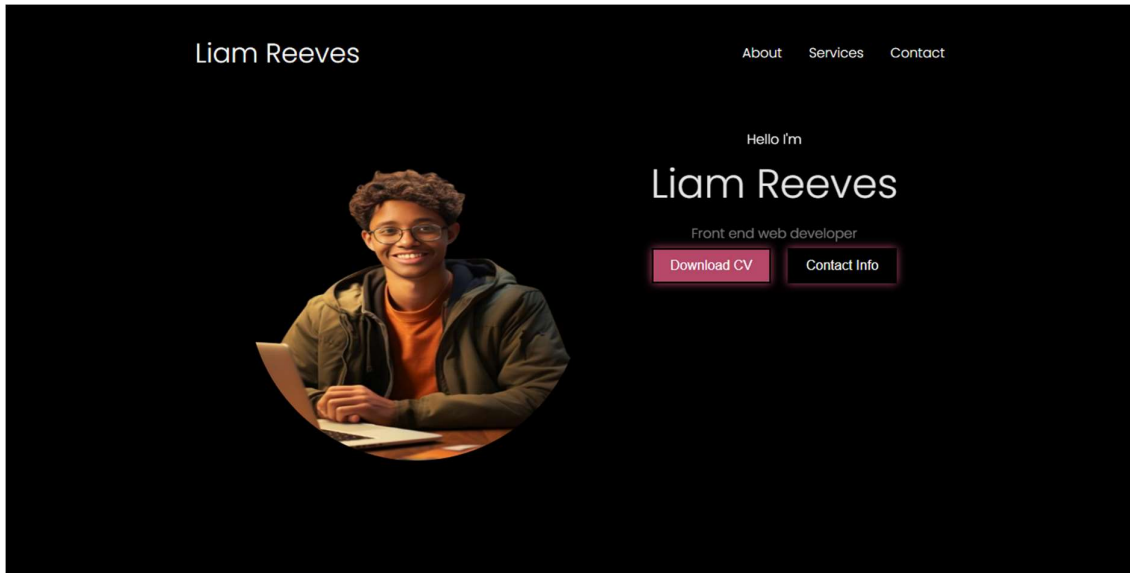 Liam Reeves
About Services Contact
Hello I'm
Liam Reeves
Front end web developer
Download CV Contact Info